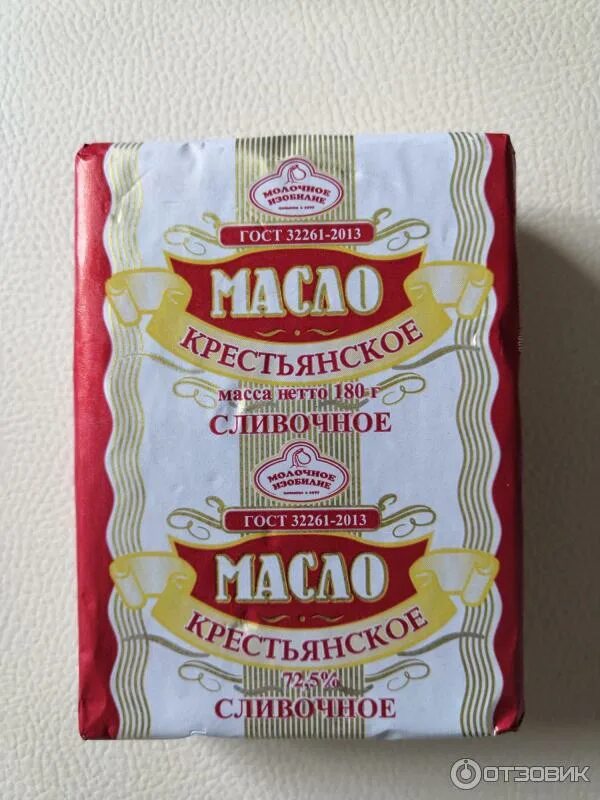 МОЛОЧНОЕ
ИЗОБИЛИЕ
ГОСТ 32261-2013
МАСЛО
КРЕСТЬЯНСКОЕ
масса нетто 180 г
СЛИВОЧНОЕ
МОЛОЧНОЕ
ИЗОБИЛИЕ
ГОСТ 32261-2013
МАСЛО
КРЕСТЬЯНСКОЕ
72,5%
СЛИВОЧНОЕ
ОТЗОВИК